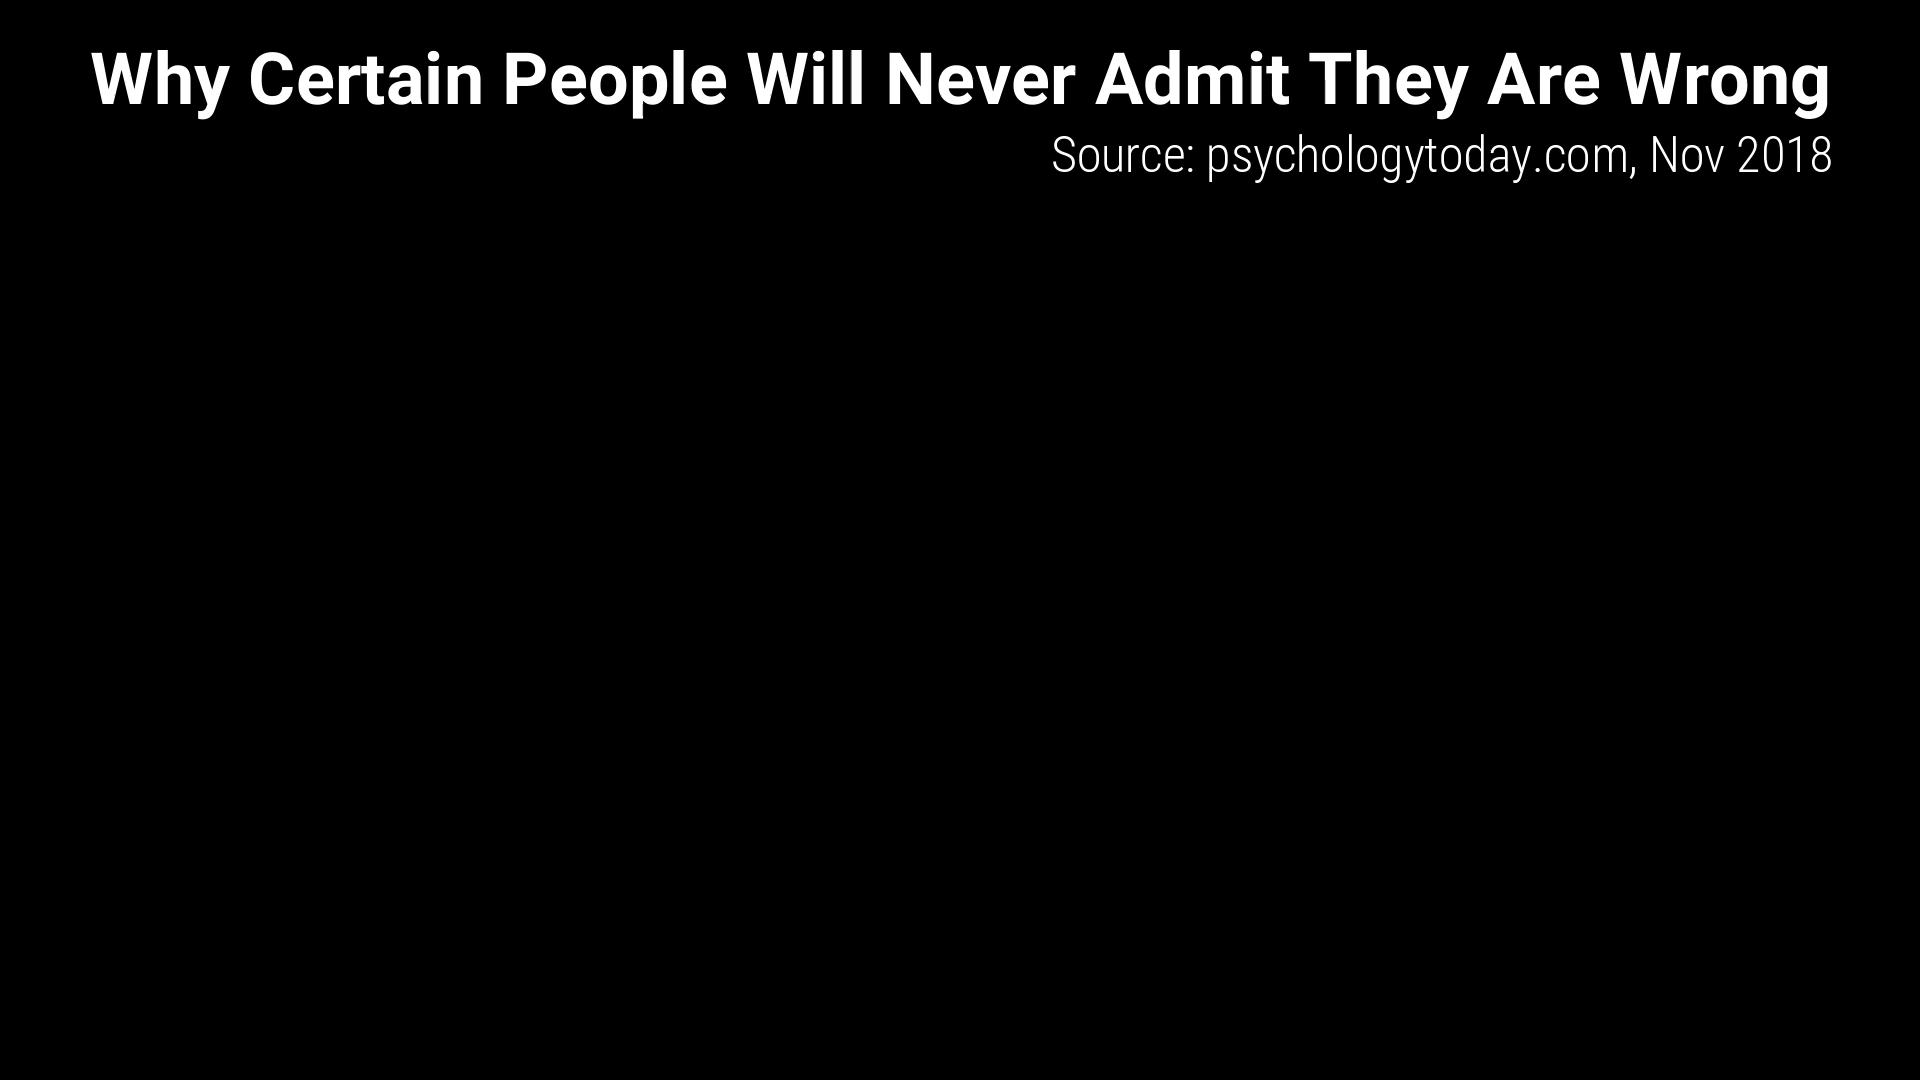 Why Certain People Will Never Admit They Are Wrong
Source: psychologytoday.com, Nov 2018